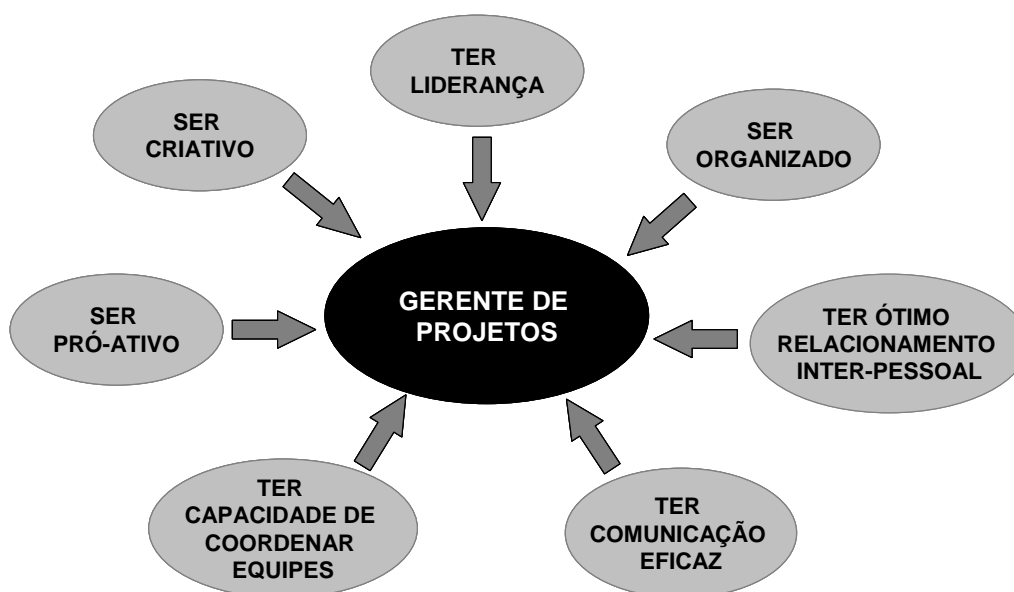 TER
LIDERANÇA
SER
CRIATIVO
SER
ORGANIZADO
GERENTE DE
PROJETOS
SER
PRÓ-ATIVO
TER ÓTIMO
RELACIONAMENTO
INTER-PESSOAL
TER
CAPACIDADE DE
COORDENAR
EQUIPES
TER
COMUNICAÇÃO
EFICAZ